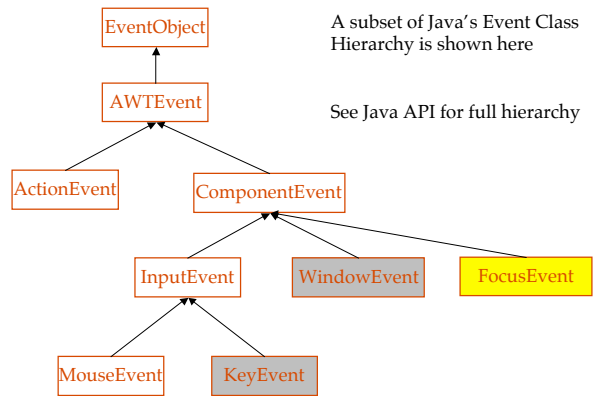 EventObject
A subset of Java's Event Class
Hierarchy is shown here
AWTEvent
See Java API for full hierarchy
ActionEvent
ComponentEvent
InputEvent
WindowEvent
FocusEvent
MouseEvent
KeyEvent